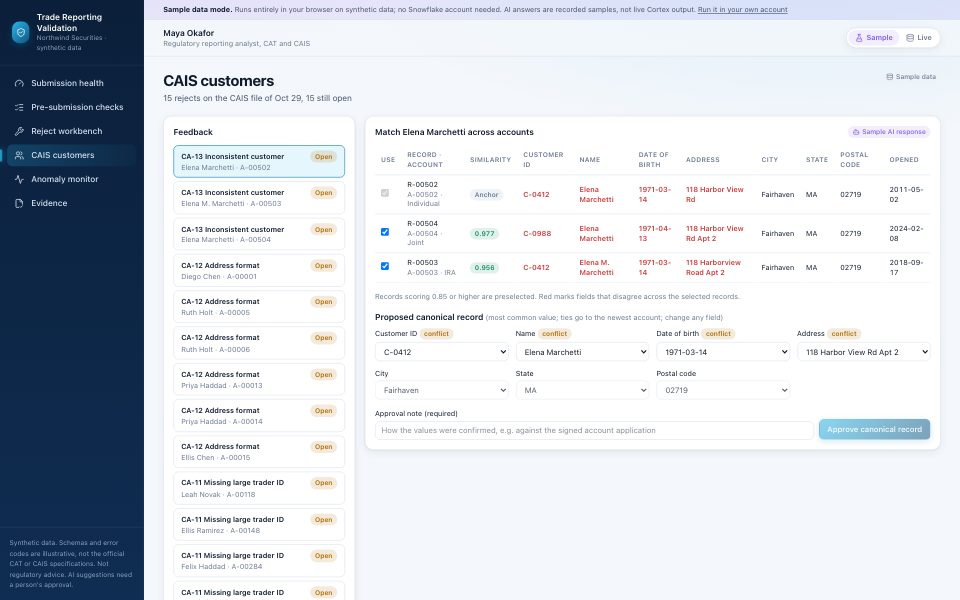 Trade Reporting
Validation
Northwind Securities ·
synthetic data
Submission health
Pre-submission checks
Reject workbench
CAIS customers
Anomaly monitor
Evidence
Synthetic data. Schemas and error
codes are illustrative, not the official
CAT or CAIS specifications. Not
regulatory advice. AI suggestions need
a person's approval.
Sample data mode. Runs entirely in your browser on synthetic data; no Snowflake account needed. AI answers are recorded samples, not live Cortex output. Run it in your own account
Maya Okafor
Regulatory reporting analyst, CAT and CAIS
Sample
Live
CAIS customers
15 rejects on the CAIS file of Oct 29, 15 still open
Sample data
Feedback
CA-13 Inconsistent customer
Open
Elena Marchetti · A-00502
CA-13 Inconsistent customer
Open
Elena M. Marchetti · A-00503
CA-13 Inconsistent customer
Open
Elena Marchetti · A-00504
CA-12 Address format
Open
Diego Chen · A-00001
CA-12 Address format
Open
Ruth Holt · A-00005
CA-12 Address format
Open
Ruth Holt · A-00006
CA-12 Address format
Open
Priya Haddad · A-00013
CA-12 Address format
Open
Priya Haddad · A-00014
CA-12 Address format
Open
Ellis Chen · A-00015
CA-11 Missing large trader ID
Open
Leah Novak · A-00118
CA-11 Missing large trader ID
Open
Ellis Ramirez · A-00148
CA-11 Missing large trader ID
Open
Felix Haddad · A-00284
CA-11 Missing large trader ID
Open
Match Elena Marchetti across accounts
Sample AI response
USE
RECORD · ACCOUNT
SIMILARITY
CUSTOMER ID
NAME
DATE OF BIRTH
ADDRESS
CITY
STATE
POSTAL CODE
OPENED
R-00502
A-00502 · Individual
Anchor
C-0412
Elena Marchetti
1971-03-14
118 Harbor View Rd
Fairhaven
MA
02719
2011-05-02
R-00504
A-00504 · Joint
0.977
C-0988
Elena Marchetti
1971-04-13
118 Harbor View Rd Apt 2
Fairhaven
MA
02719
2024-02-08
R-00503
A-00503 · IRA
0.956
C-0412
Elena M. Marchetti
1971-03-14
118 Harborview Road Apt 2
Fairhaven
MA
02719
2018-09-17
Records scoring 0.85 or higher are preselected. Red marks fields that disagree across the selected records.
Proposed canonical record (most common value; ties go to the newest account; change any field)
Customer ID conflict
Name conflict
Date of birth conflict
Address conflict
C-0412
Elena Marchetti
1971-03-14
118 Harbor View Rd Apt 2
City
State
Postal code
Fairhaven
MA
02719
Approval note (required)
How the values were confirmed, e.g. against the signed account application
Approve canonical record